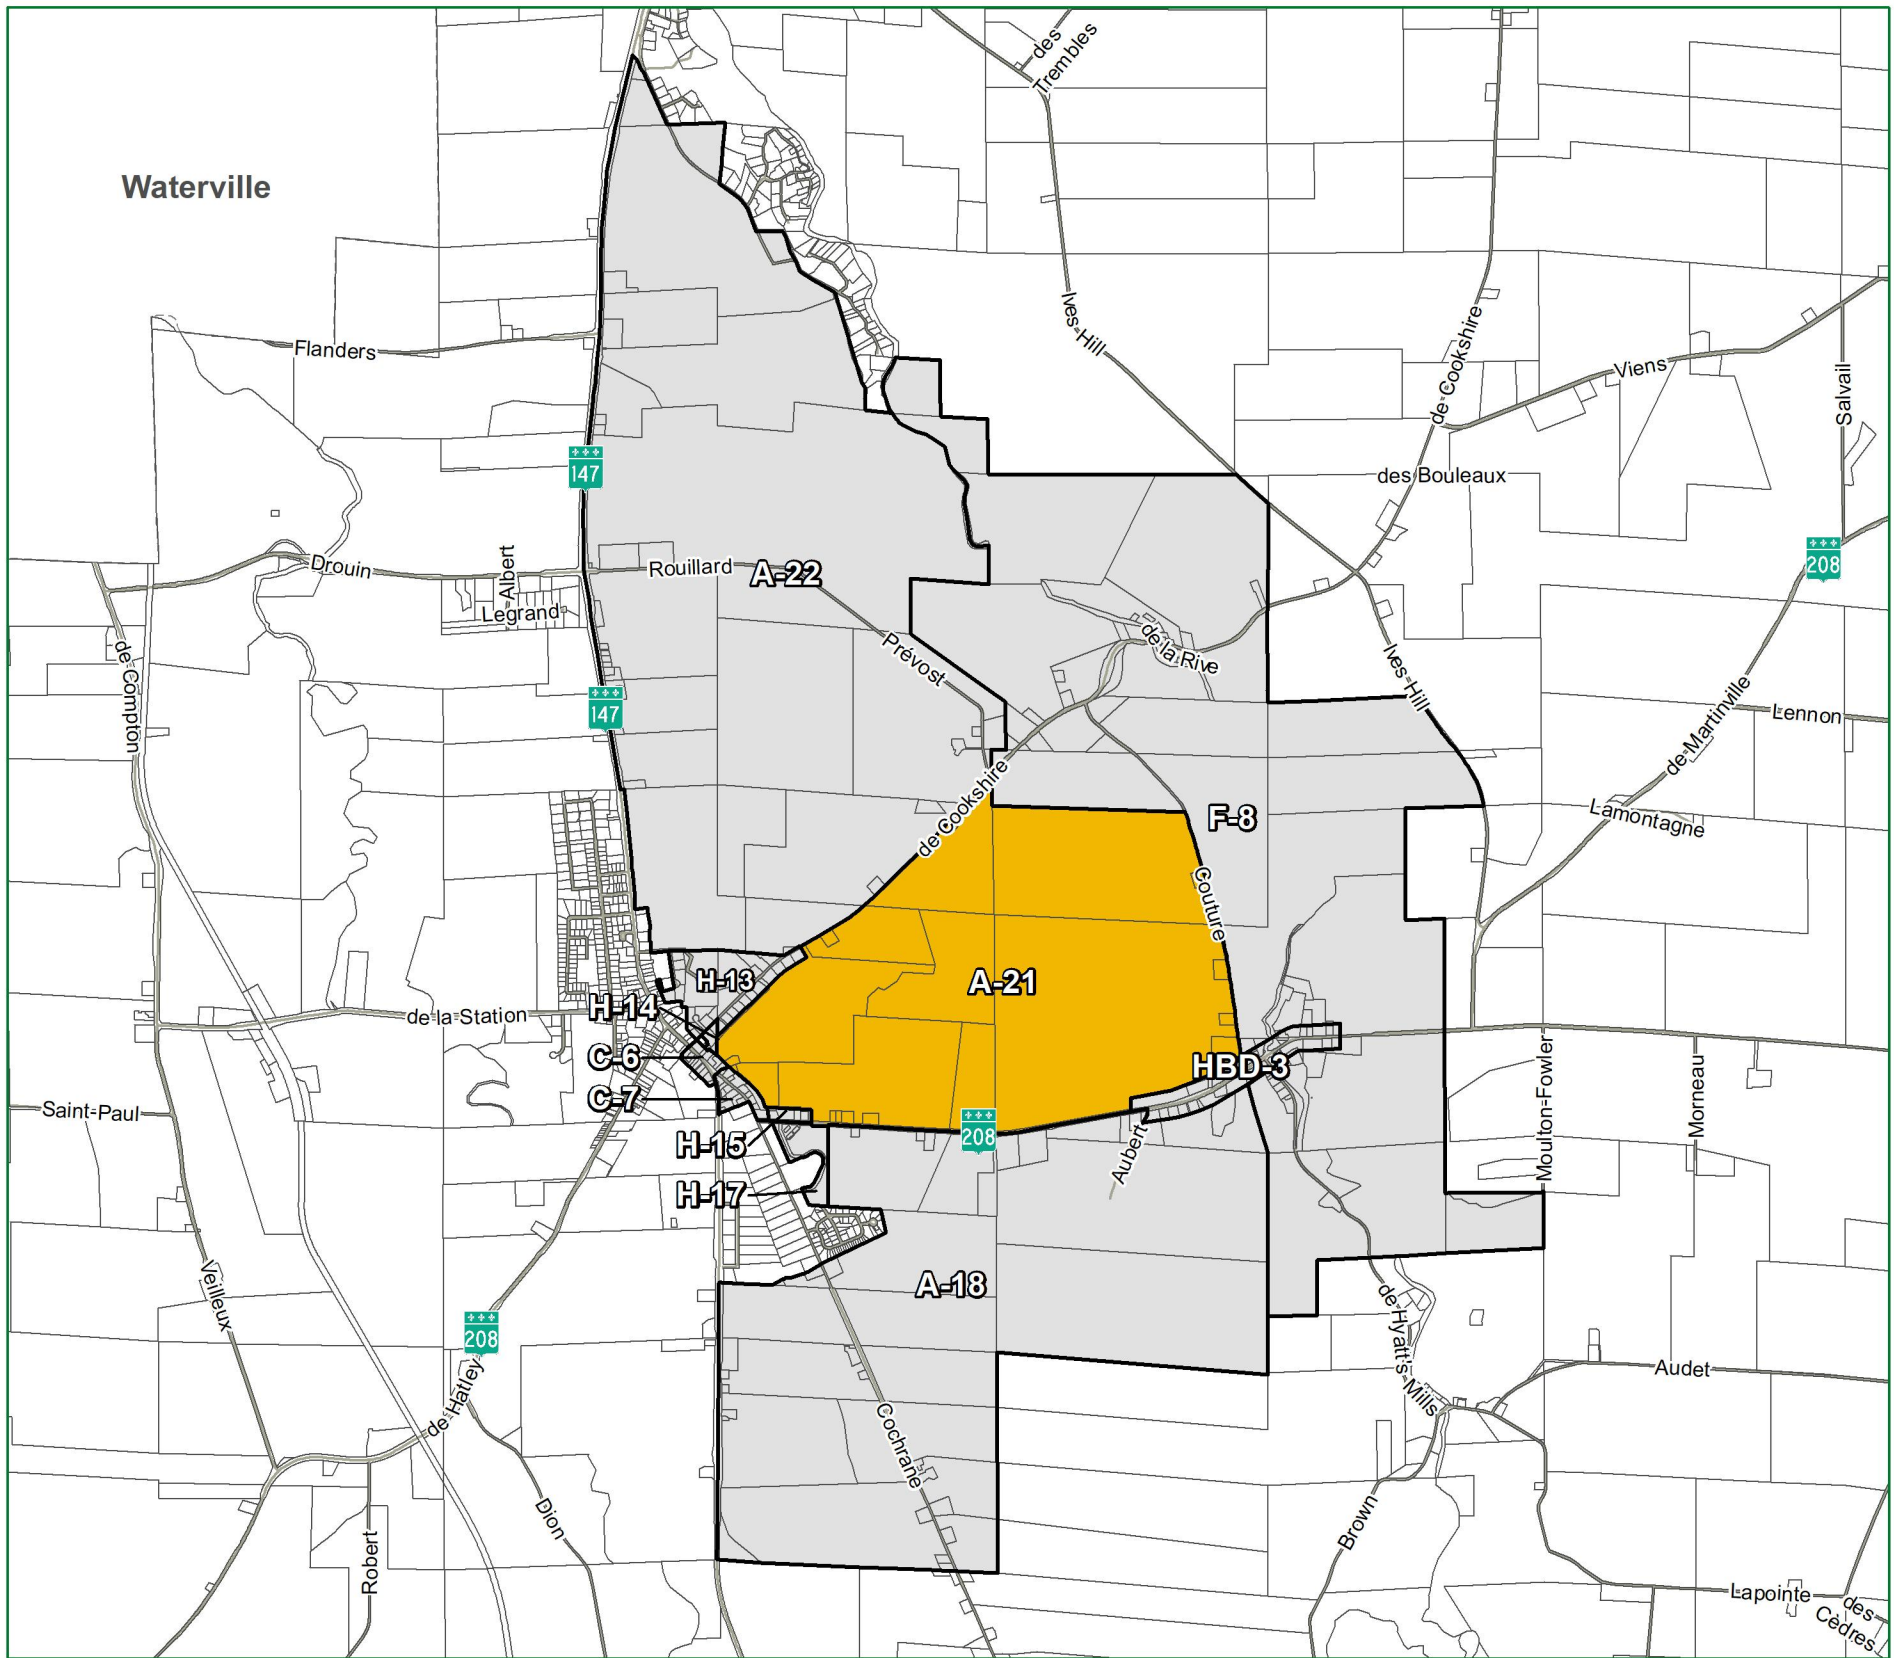 des
Trembles
Waterville
Ives-Hill
de-Cookshire
Flanders
Viens
Salvail
147
des Bouleaux
208
Drouin
Albert
Rouillard
A-22
Legrand
de-Compton
Prévost
de-la-Rive
Ives-Hill
147
de-Martinville
Lennon
de-Cookshire
F-8
Lamontagne
Couture
H-13
A-21
H-14
de-la-Station
C-6
HBD-3
C-7
Saint-Paul
Moulton-Fowler
Morneau
208
H-15
Aubert
H-17
A-18
Veilleux
208
de-Hyatt's-Mills
Audet
de-Hatley
Cochrane
Dion
Brown
Robert
Lapointe
des
Cèdres